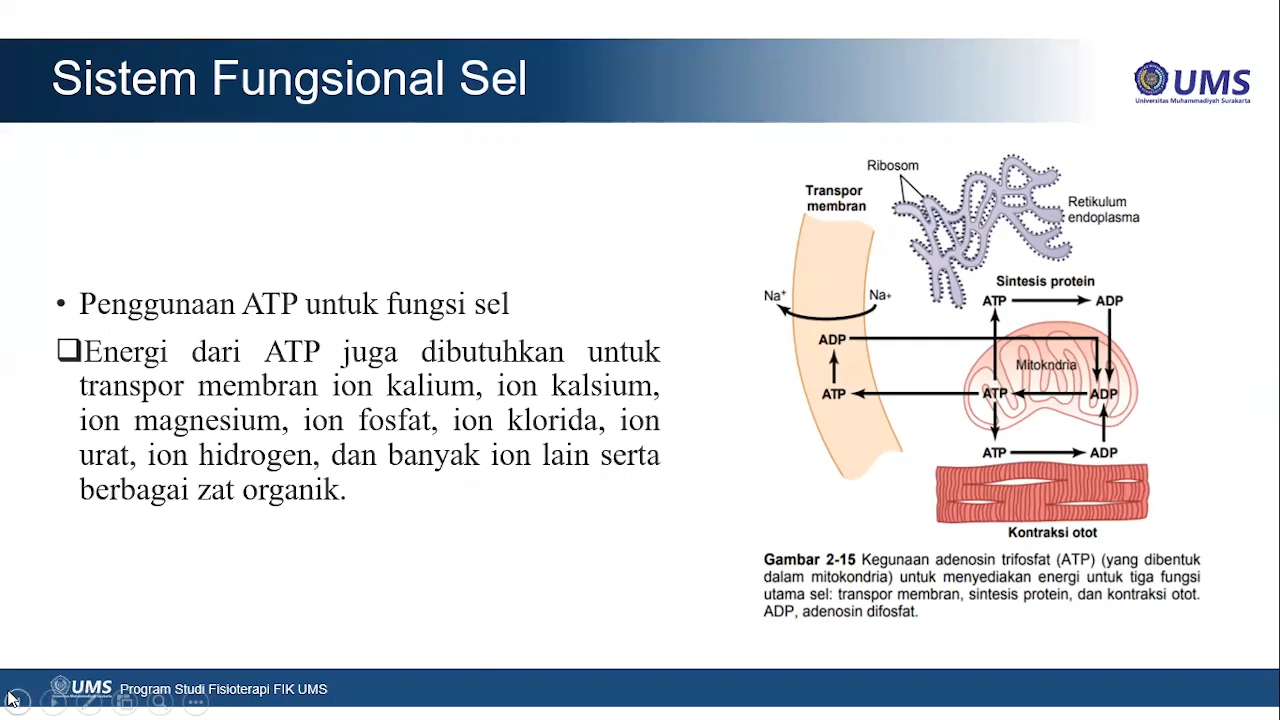 Sistem Fungsional Sel
UMS
Universitas Muhammadiyah Surakarta
• Penggunaan ATP untuk fungsi sel
❑Energi dari ATP juga dibutuhkan untuk
transpor membran ion kalium, ion kalsium,
ion magnesium, ion fosfat, ion klorida, ion
urat, ion hidrogen, dan banyak ion lain serta
berbagai zat organik.
Ribosom
Transpor
membran
Retikulum
endoplasma
Sintesis protein
Na+
Na+
ATP
ADP
ADP
Mitokndria
ATP
ATP
ADP
ATP
ADP
Kontraksi otot
Gambar 2-15 Kegunaan adenosin trifosfat (ATP) (yang dibentuk
dalam mitokondria) untuk menyediakan energi untuk tiga fungsi
utama sel: transpor membran, sintesis protein, dan kontraksi otot.
ADP, adenosin difosfat.
UMS
Program Studi Fisioterapi FIK UMS